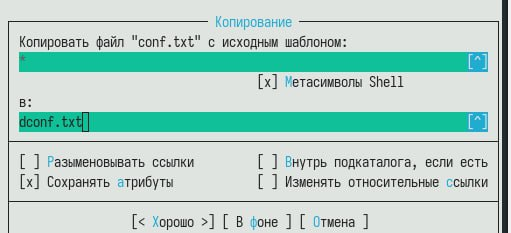 Копирование
Копировать файл "conf.txt" с исходным шаблоном:
* [^]
[x] Метасимволы Shell
в:
dconf.txt [^]
[ ] Разыменовывать ссылки [ ] Внутрь подкаталога, если есть
[x] Сохранять атрибуты [ ] Изменять относительные ссылки
[< Хорошо >] [ В фоне ] [ Отмена ]